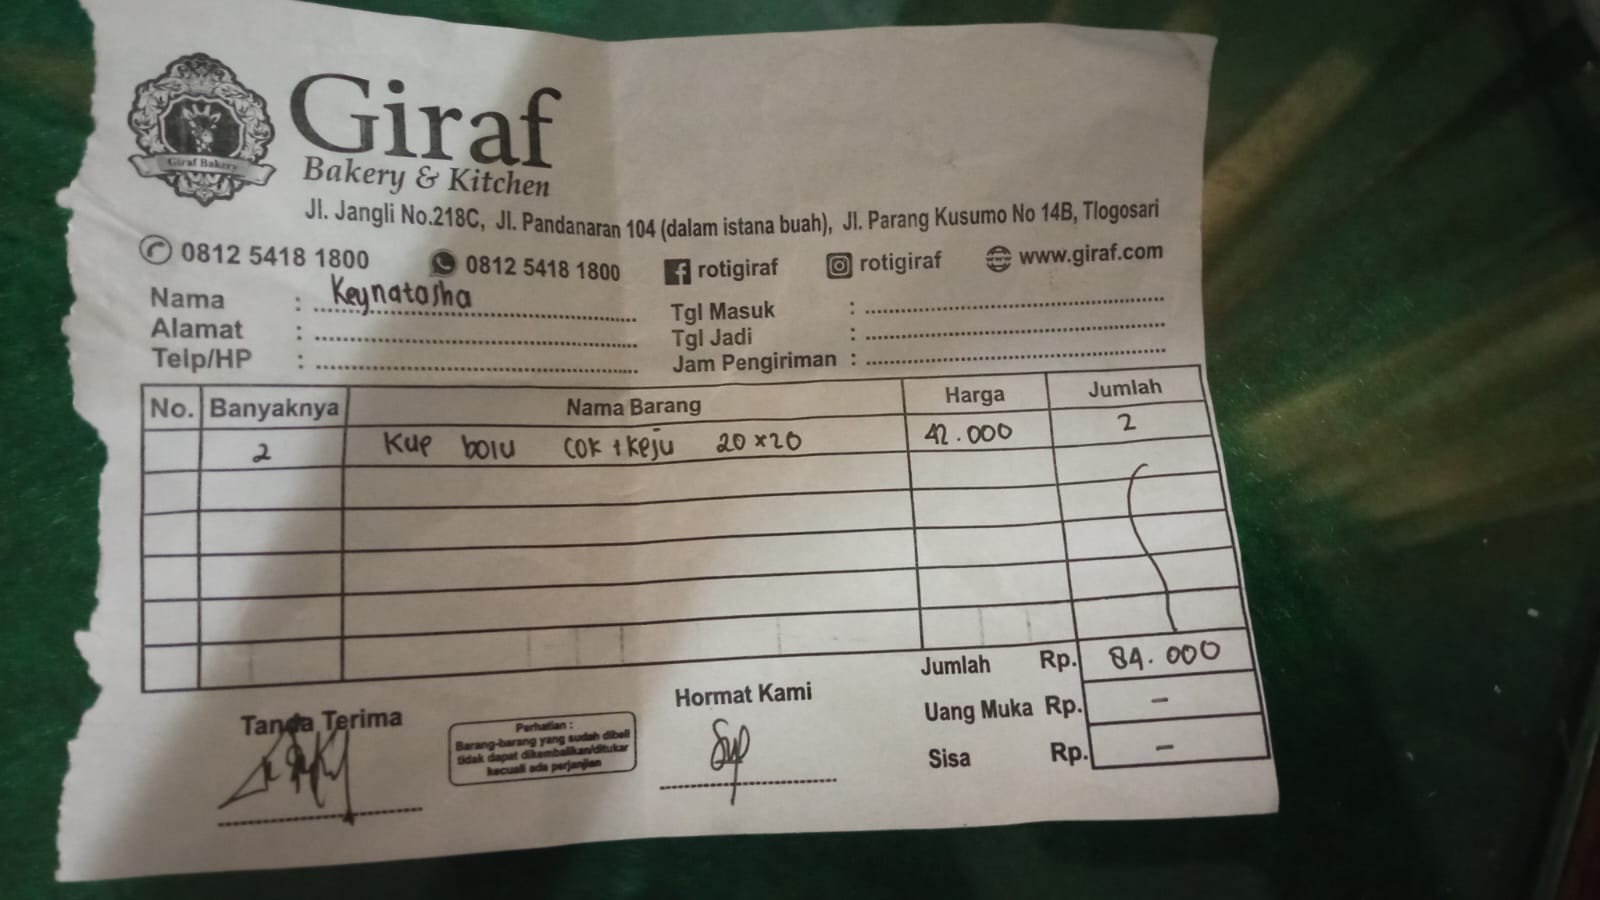 Giraf Bakery
Giraf
Bakery & Kitchen
Jl. Jangli No.218C, Jl. Pandanaran 104 (dalam istana buah), Jl. Parang Kusumo No 14B, Tlogosari
0812 5418 1800 0812 5418 1800 rotigiraf rotigiraf www.giraf.com
Nama : Keynatasha Tgl Masuk :
Alamat : Tgl Jadi :
Telp/HP : Jam Pengiriman :
No. Banyaknya Nama Barang Harga Jumlah
2 Kue bolu cok + keju 20x20 42.000 2
Jumlah Rp. 84.000
Uang Muka Rp. -
Sisa Rp. -
Tanda Terima
Perhatian :
Barang-barang yang sudah dibeli
tidak dapat dikembalikan/ditukar
kecuali ada perjanjian
Hormat Kami